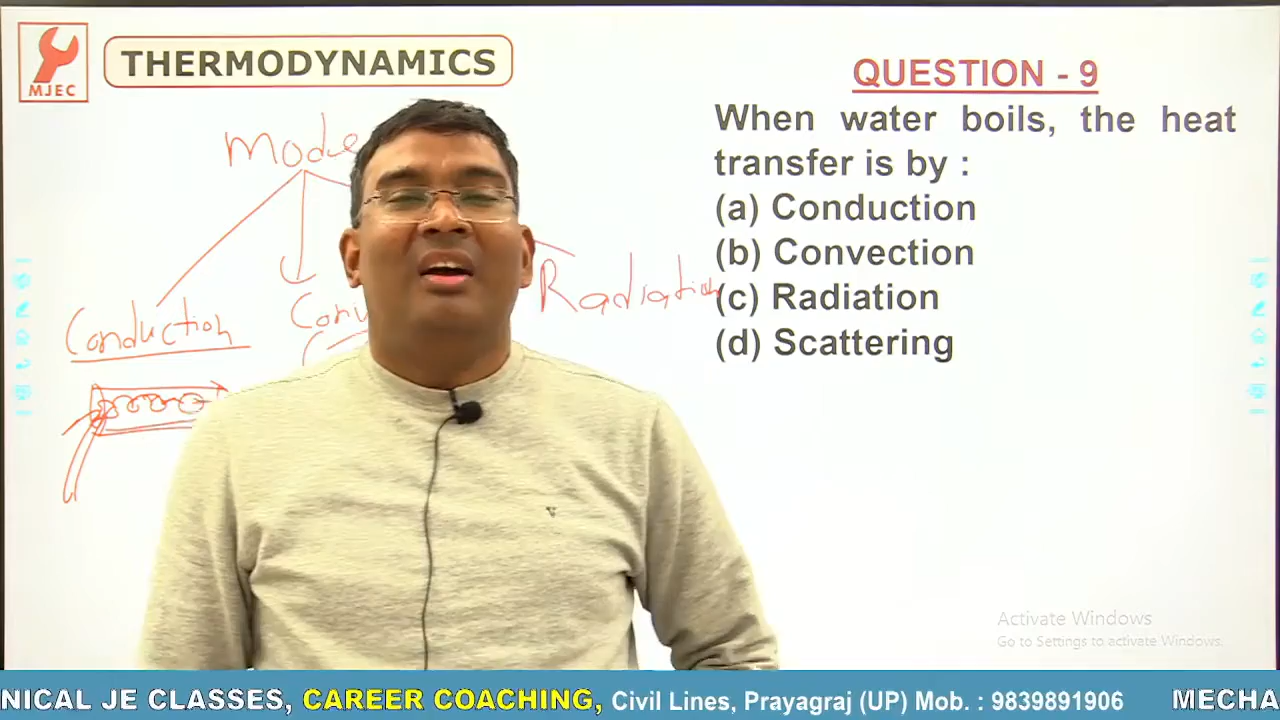 MJEC
THERMODYNAMICS
Mode
Conduction
Radiation
QUESTION - 9
When water boils, the heat
transfer is by :
(a) Conduction
(b) Convection
(c) Radiation
(d) Scattering
Activate Windows
Go to Settings to activate Windows.
NICAL JE CLASSES, CAREER COACHING, Civil Lines, Prayagraj (UP) Mob. : 9839891906 MECHA